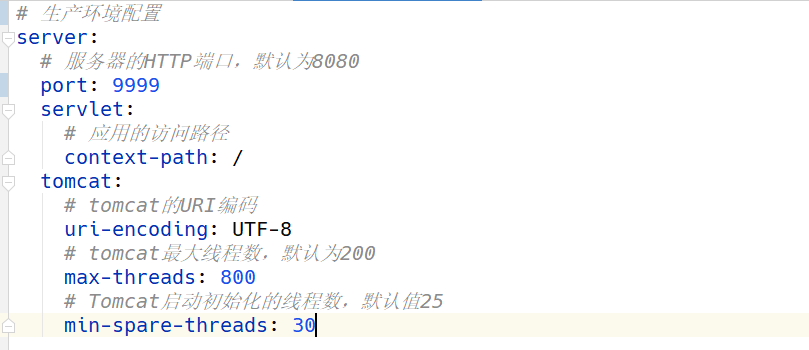 # 生产环境配置
server:
# 服务器的HTTP端口，默认为8080
port: 9999
servlet:
# 应用的访问路径
context-path: /
tomcat:
# tomcat的URI编码
uri-encoding: UTF-8
# tomcat最大线程数，默认为200
max-threads: 800
# Tomcat启动初始化的线程数，默认值25
min-spare-threads: 30